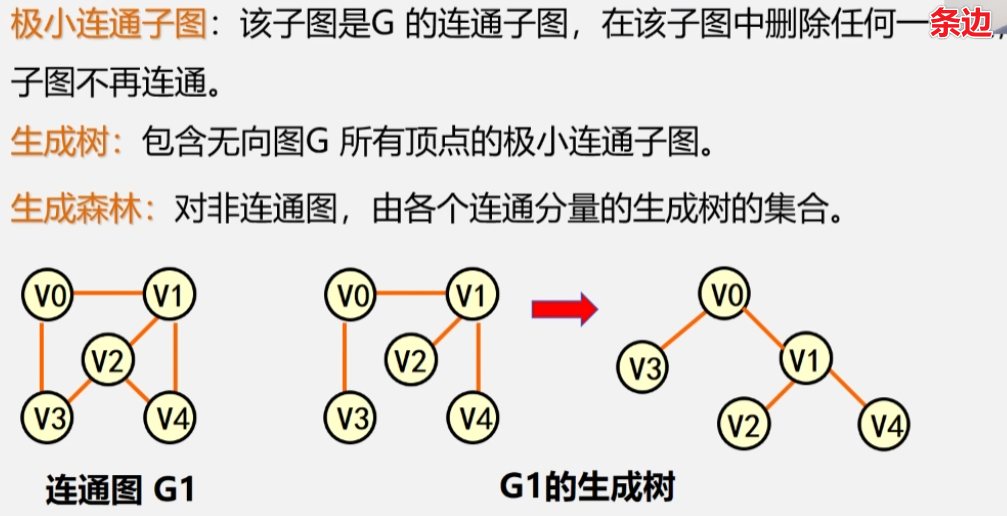 极小连通子图：该子图是G 的连通子图，在该子图中删除任何一条边，
子图不再连通。
生成树：包含无向图G 所有顶点的极小连通子图。
生成森林：对非连通图，由各个连通分量的生成树的集合。
V0 V1 V0 V1 V0
V2 V2 V3 V1
V3 V4 V3 V4 V2 V4
连通图 G1
G1的生成树